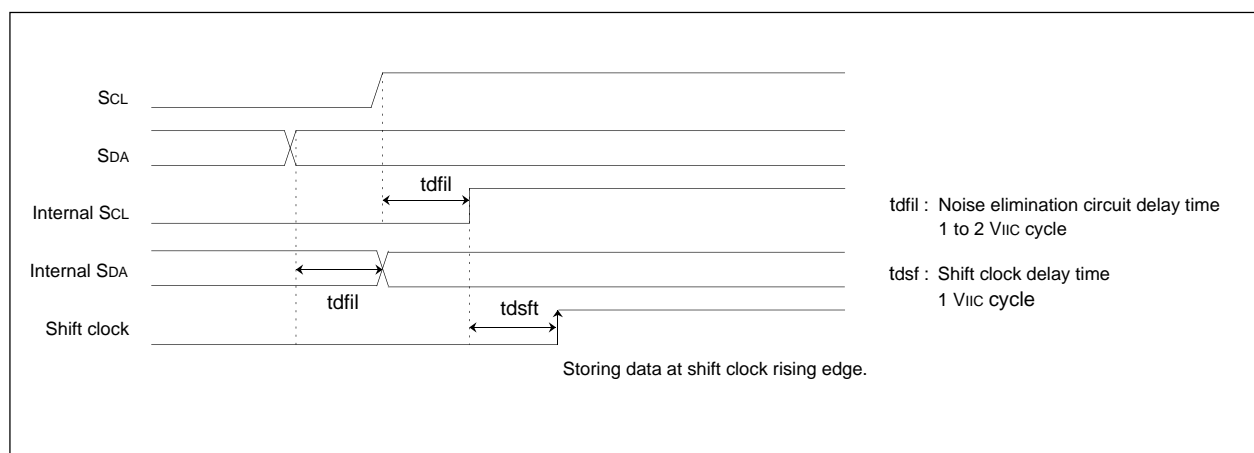 SCL
SDA
tdfil
Internal SCL
Internal SDA
tdfil
tdsft
Shift clock
Storing data at shift clock rising edge.
tdfil : Noise elimination circuit delay time
1 to 2 VIIC cycle
tdsf : Shift clock delay time
1 VIIC cycle